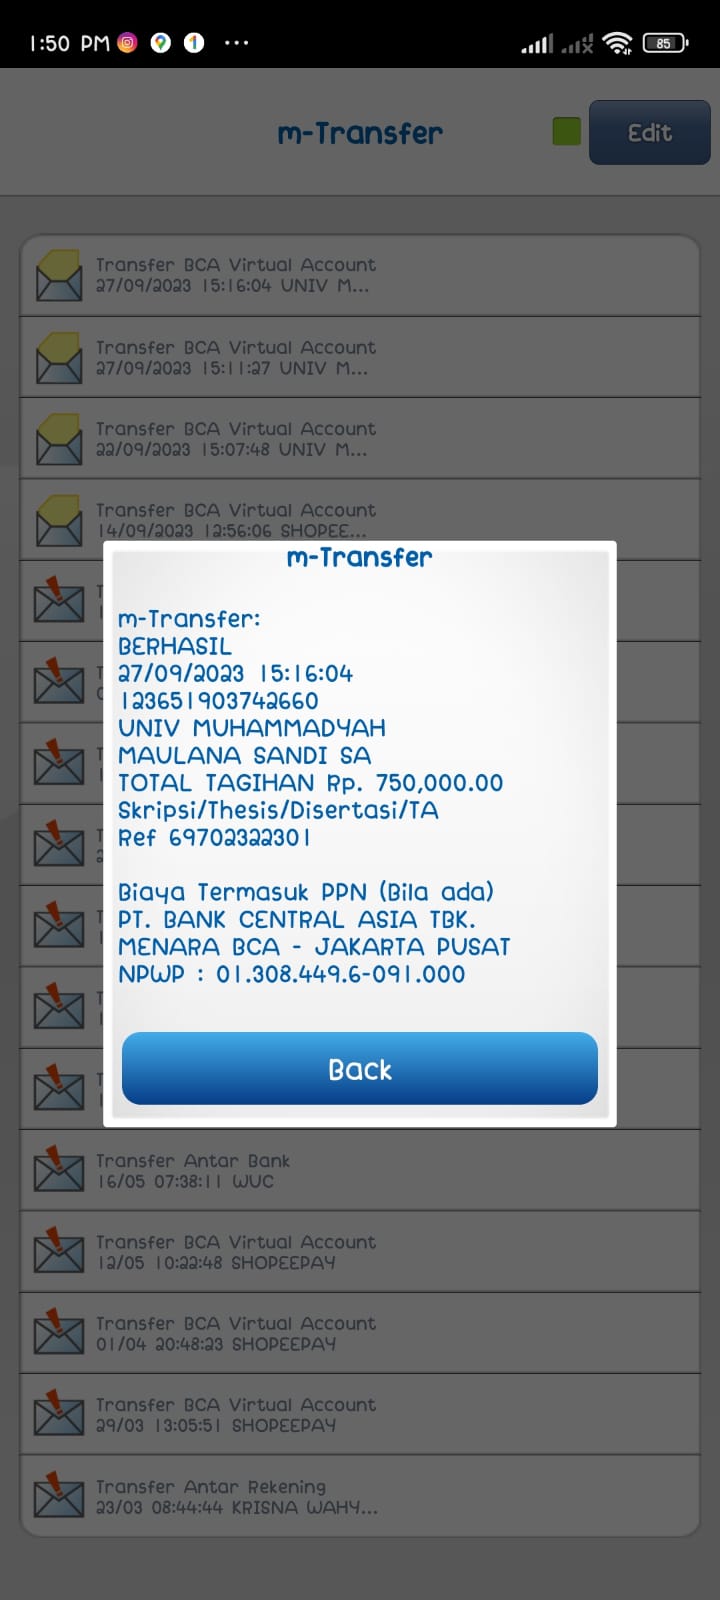 1:50 PM
85
m-Transfer
Edit
Transfer BCA Virtual Account
27/09/2023 15:16:04 UNIV M...
Transfer BCA Virtual Account
27/09/2023 15:11:27 UNIV M...
Transfer BCA Virtual Account
22/09/2023 15:07:48 UNIV M...
Transfer BCA Virtual Account
14/09/2023 12:56:06 SHOPEE...
m-Transfer
m-Transfer:
BERHASIL
27/09/2023 15:16:04
123651903742660
UNIV MUHAMMADYAH
MAULANA SANDI SA
TOTAL TAGIHAN Rp. 750,000.00
Skripsi/Thesis/Disertasi/TA
Ref 69702322301
Biaya Termasuk PPN (Bila ada)
PT. BANK CENTRAL ASIA TBK.
MENARA BCA - JAKARTA PUSAT
NPWP : 01.308.449.6-091.000
Back
Transfer Antar Bank
16/05 07:38:11 WUC
Transfer BCA Virtual Account
12/05 10:22:48 SHOPEEPAY
Transfer BCA Virtual Account
01/04 20:48:23 SHOPEEPAY
Transfer BCA Virtual Account
29/03 13:05:51 SHOPEEPAY
Transfer Antar Rekening
23/03 08:44:44 KRISNA WAHY...